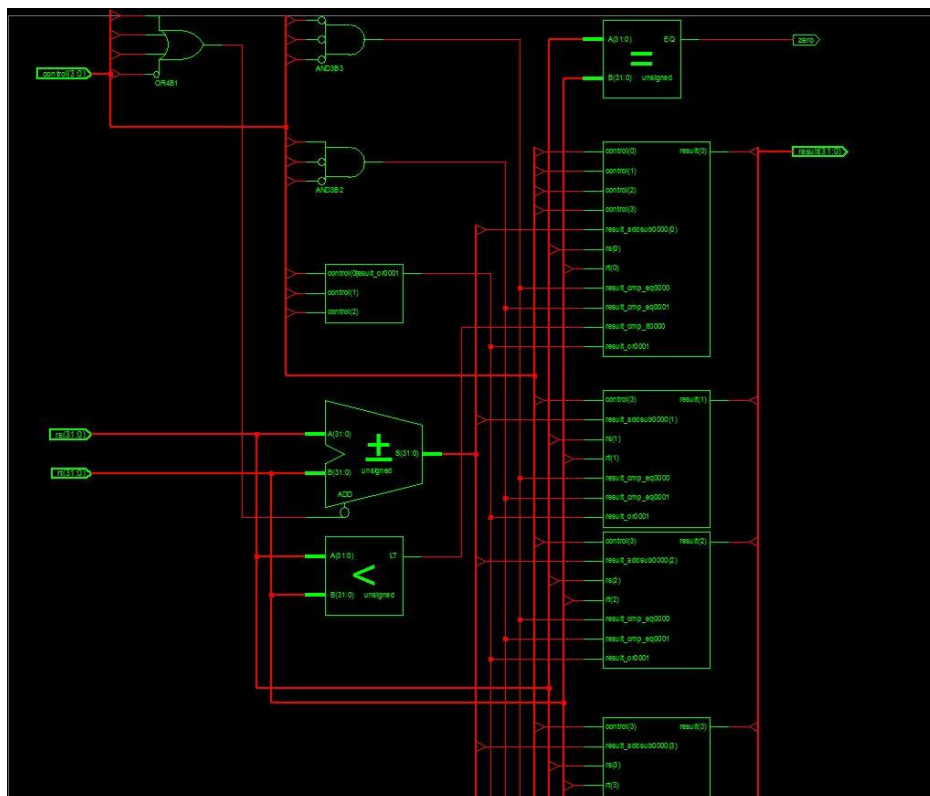 control(3:0)
OR4B1
AND3B3
AND3B2
control(0)
result_or0001
control(1)
control(2)
rs(31:0)
rt(31:0)
A(31:0)
B(31:0)
S(31:0)
±
unsigned
ADD
A(31:0)
LT
<
B(31:0)
unsigned
A(31:0)
EQ
=
B(31:0)
unsigned
zero
control(0)
result(0)
control(1)
control(2)
control(3)
result_addsub0000(0)
rs(0)
rt(0)
result_cmp_eq0000
result_cmp_eq0001
result_cmp_lt0000
result_or0001
result(31:0)
control(3)
result(1)
result_addsub0000(1)
rs(1)
rt(1)
result_cmp_eq0000
result_cmp_eq0001
result_or0001
control(3)
result(2)
result_addsub0000(2)
rs(2)
rt(2)
result_cmp_eq0000
result_cmp_eq0001
result_or0001
control(3)
result(3)
result_addsub0000(3)
rs(3)
rt(3)